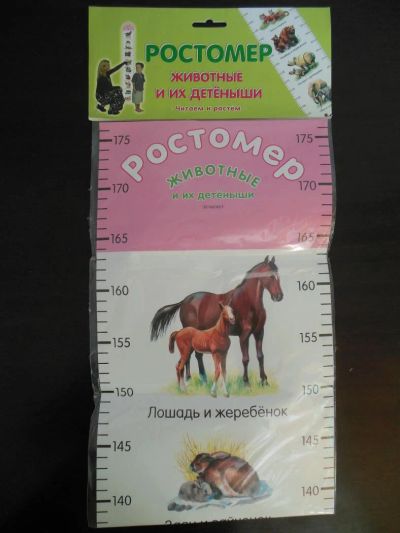 РОСТОМЕР
ЖИВОТНЫЕ
И ИХ ДЕТЁНЫШИ
Читаем и растем
Ростомер
ЖИВОТНЫЕ
и их детёныши
175 175
170 170
165 165
160 160
155 155
150 150
Лошадь и жеребёнок
145 145
140 140